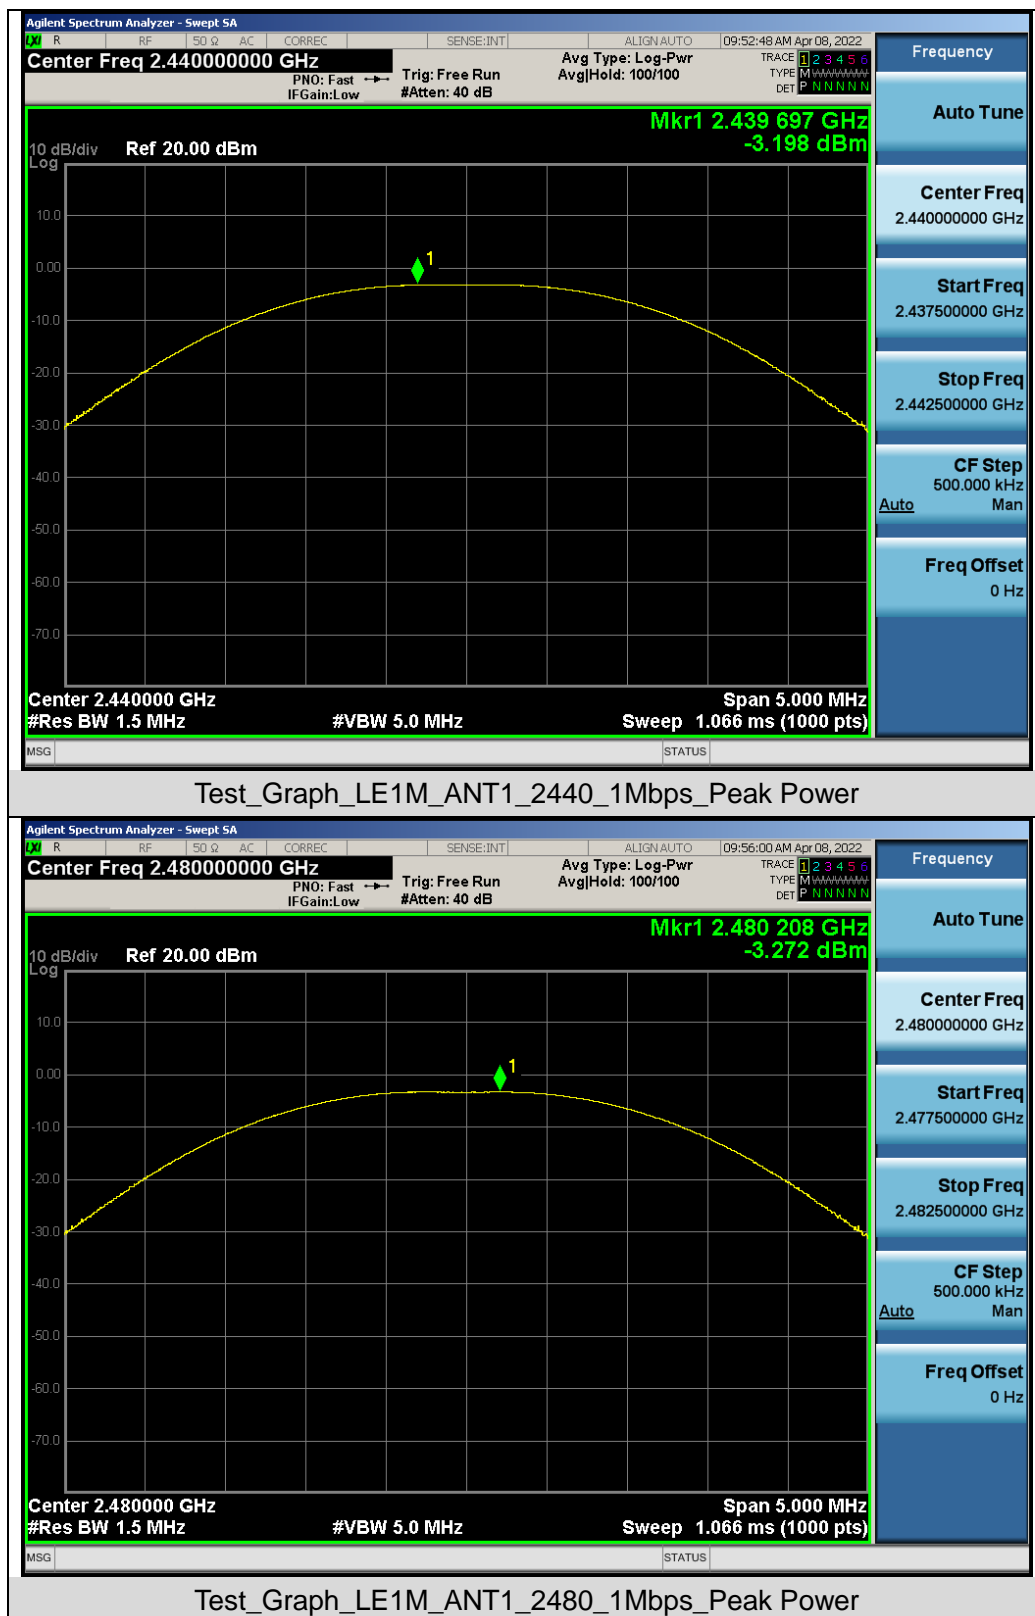 Agilent Spectrum Analyzer - Swept SA
LXI R RF 50 Ω AC CORREC SENSE:INT ALIGN AUTO 09:52:48 AM Apr 08, 2022
Center Freq 2.440000000 GHz
PNO: Fast
IFGain:Low
Trig: Free Run
#Atten: 40 dB
Avg Type: Log-Pwr
Avg|Hold: 100/100
TRACE 1 2 3 4 5 6
TYPE M WWWWW
DET P N N N N N
Frequency
Auto Tune
Center Freq
2.440000000 GHz
Start Freq
2.437500000 GHz
Stop Freq
2.442500000 GHz
CF Step
500.000 kHz
Auto Man
Freq Offset
0 Hz
Mkr1 2.439 697 GHz
-3.198 dBm
10 dB/div Ref 20.00 dBm
Log
10.0
0.00
-10.0
-20.0
-30.0
-40.0
-50.0
-60.0
-70.0
1
Center 2.440000 GHz Span 5.000 MHz
#Res BW 1.5 MHz #VBW 5.0 MHz Sweep 1.066 ms (1000 pts)
MSG STATUS
Test_Graph_LE1M_ANT1_2440_1Mbps_Peak Power
Agilent Spectrum Analyzer - Swept SA
LXI R RF 50 Ω AC CORREC SENSE:INT ALIGN AUTO 09:56:00 AM Apr 08, 2022
Center Freq 2.480000000 GHz
PNO: Fast
IFGain:Low
Trig: Free Run
#Atten: 40 dB
Avg Type: Log-Pwr
Avg|Hold: 100/100
TRACE 1 2 3 4 5 6
TYPE M WWWWW
DET P N N N N N
Frequency
Auto Tune
Center Freq
2.480000000 GHz
Start Freq
2.477500000 GHz
Stop Freq
2.482500000 GHz
CF Step
500.000 kHz
Auto Man
Freq Offset
0 Hz
Mkr1 2.480 208 GHz
-3.272 dBm
10 dB/div Ref 20.00 dBm
Log
10.0
0.00
-10.0
-20.0
-30.0
-40.0
-50.0
-60.0
-70.0
1
Center 2.480000 GHz Span 5.000 MHz
#Res BW 1.5 MHz #VBW 5.0 MHz Sweep 1.066 ms (1000 pts)
MSG STATUS
Test_Graph_LE1M_ANT1_2480_1Mbps_Peak Power